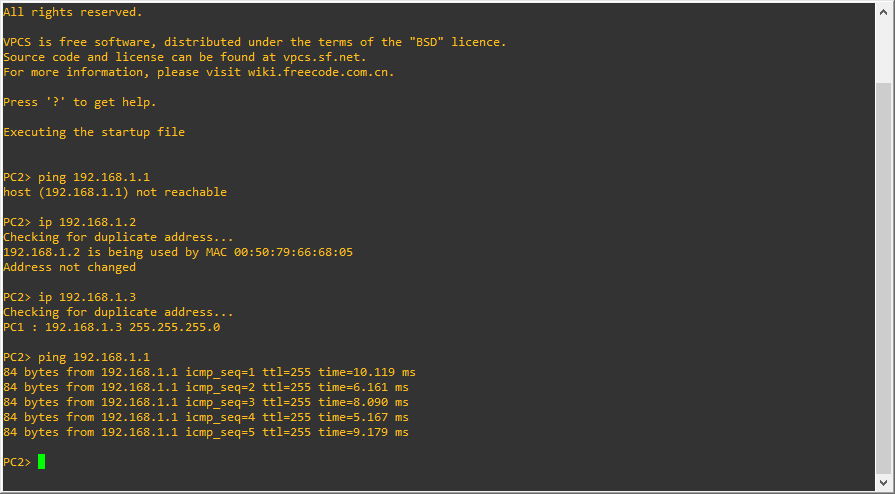 All rights reserved.
VPCS is free software, distributed under the terms of the "BSD" licence.
Source code and license can be found at vpcs.sf.net.
For more information, please visit wiki.freecode.com.cn.
Press '?' to get help.
Executing the startup file
PC2> ping 192.168.1.1
host (192.168.1.1) not reachable
PC2> ip 192.168.1.2
Checking for duplicate address...
192.168.1.2 is being used by MAC 00:50:79:66:68:05
Address not changed
PC2> ip 192.168.1.3
Checking for duplicate address...
PC1 : 192.168.1.3 255.255.255.0
PC2> ping 192.168.1.1
84 bytes from 192.168.1.1 icmp_seq=1 ttl=255 time=10.119 ms
84 bytes from 192.168.1.1 icmp_seq=2 ttl=255 time=6.161 ms
84 bytes from 192.168.1.1 icmp_seq=3 ttl=255 time=8.090 ms
84 bytes from 192.168.1.1 icmp_seq=4 ttl=255 time=5.167 ms
84 bytes from 192.168.1.1 icmp_seq=5 ttl=255 time=9.179 ms
PC2>